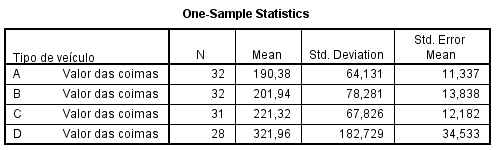 One-Sample Statistics
Tipo de veículo N Mean Std. Deviation Std. Error Mean
A Valor das coimas 32 190,38 64,131 11,337
B Valor das coimas 32 201,94 78,281 13,838
C Valor das coimas 31 221,32 67,826 12,182
D Valor das coimas 28 321,96 182,729 34,533